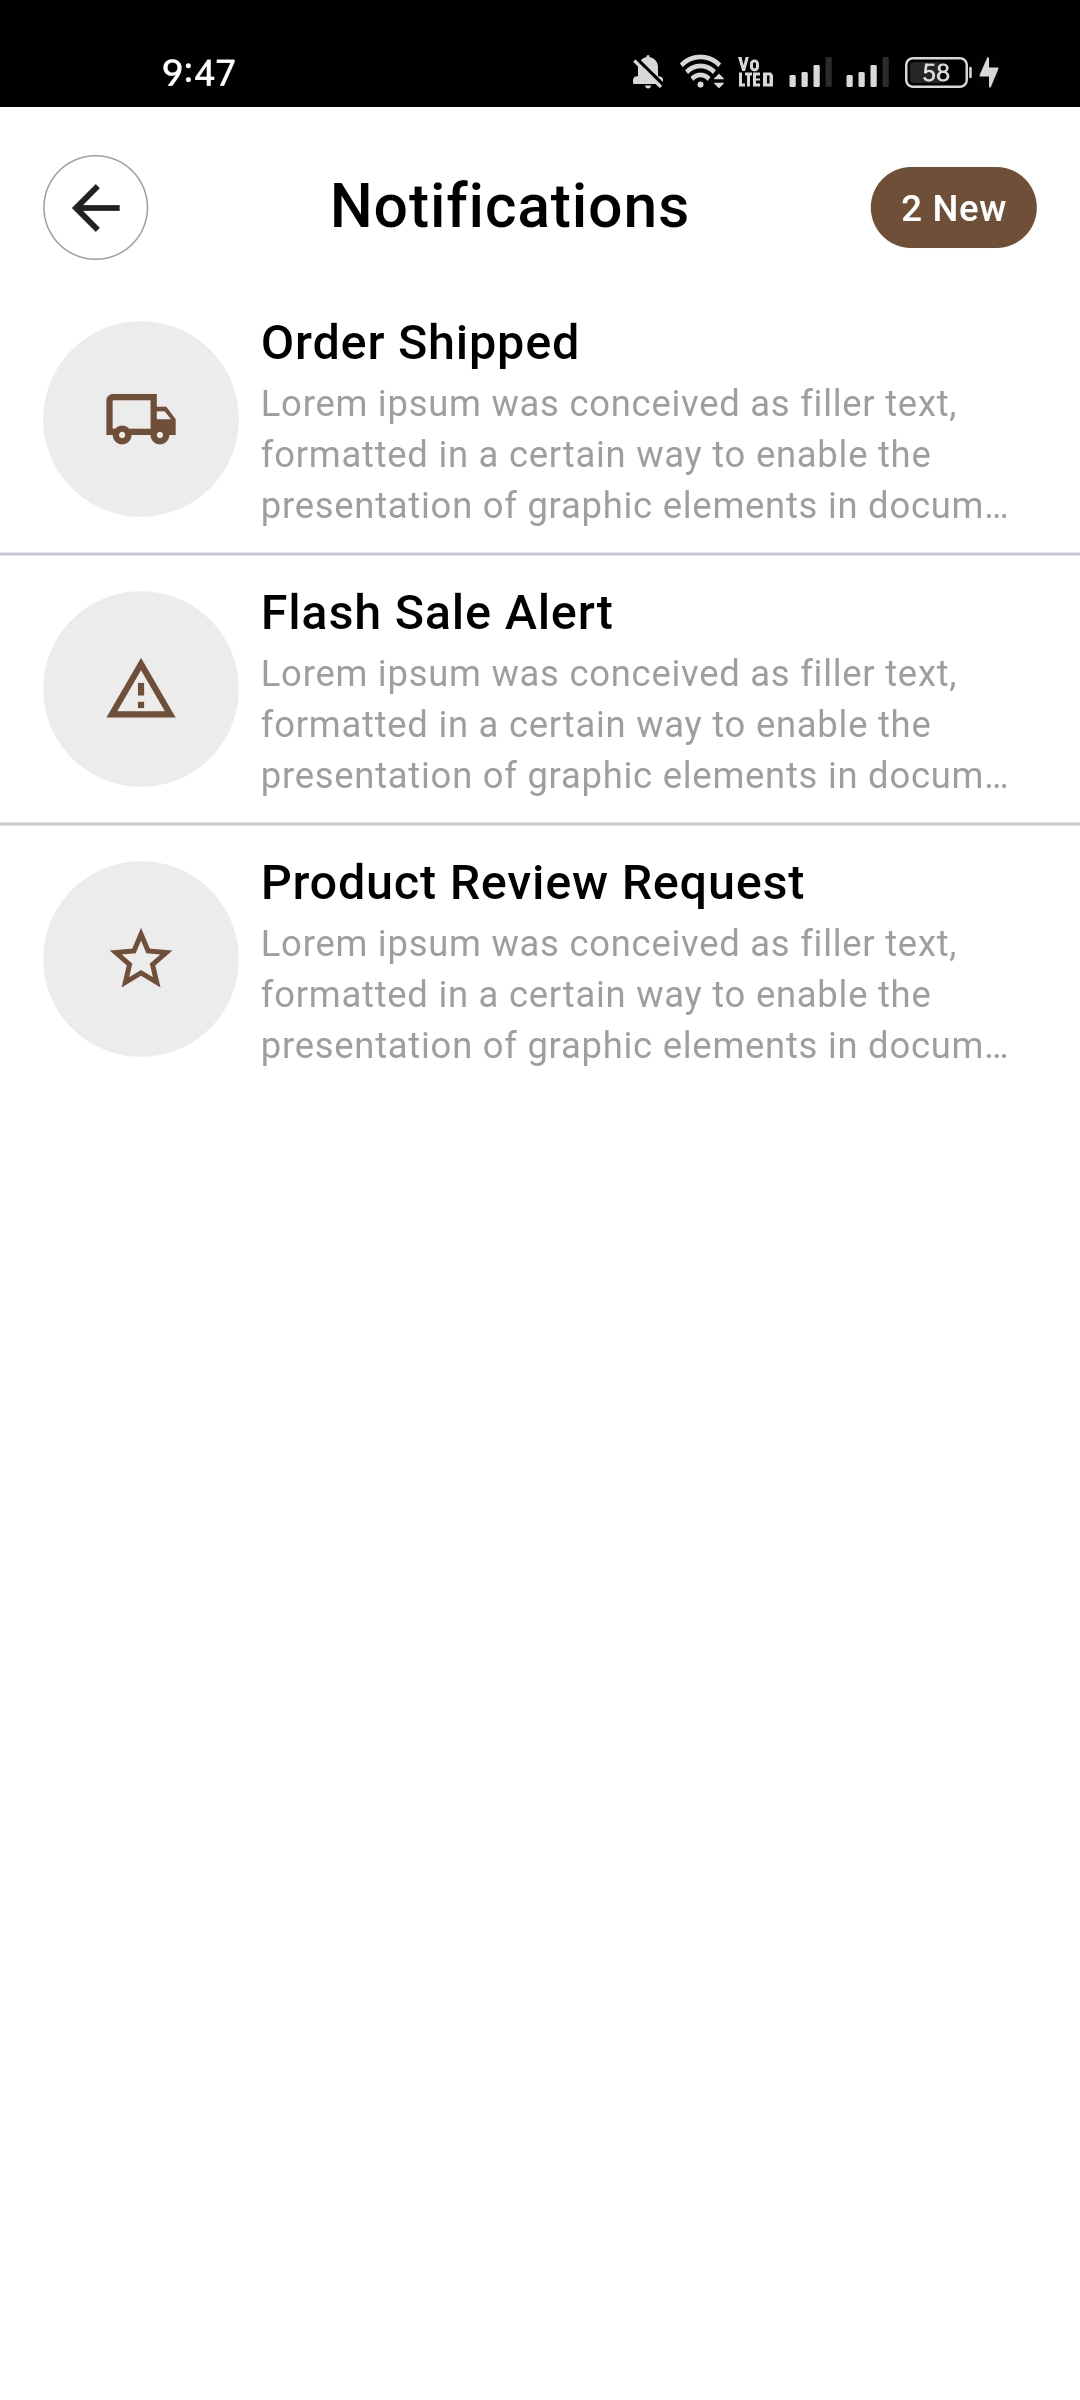 9:47
Vo
LTED
58
Notifications
2 New
Order Shipped
Lorem ipsum was conceived as filler text,
formatted in a certain way to enable the
presentation of graphic elements in docum…
Flash Sale Alert
Lorem ipsum was conceived as filler text,
formatted in a certain way to enable the
presentation of graphic elements in docum…
Product Review Request
Lorem ipsum was conceived as filler text,
formatted in a certain way to enable the
presentation of graphic elements in docum…